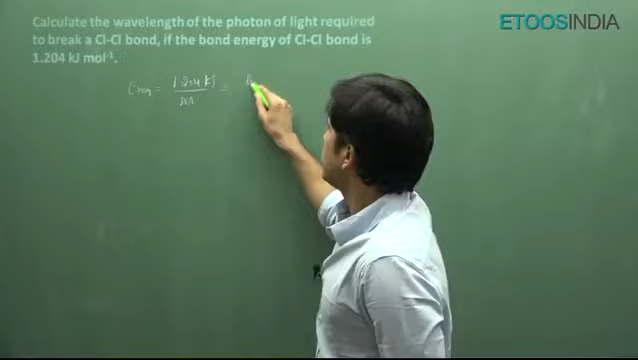 Calculate the wavelength of the photon of light required
to break a Cl-Cl bond, if the bond energy of Cl-Cl bond is
1.204 kJ mol⁻¹.
ETOOSINDIA
E = 1.204 kJ / NA = h